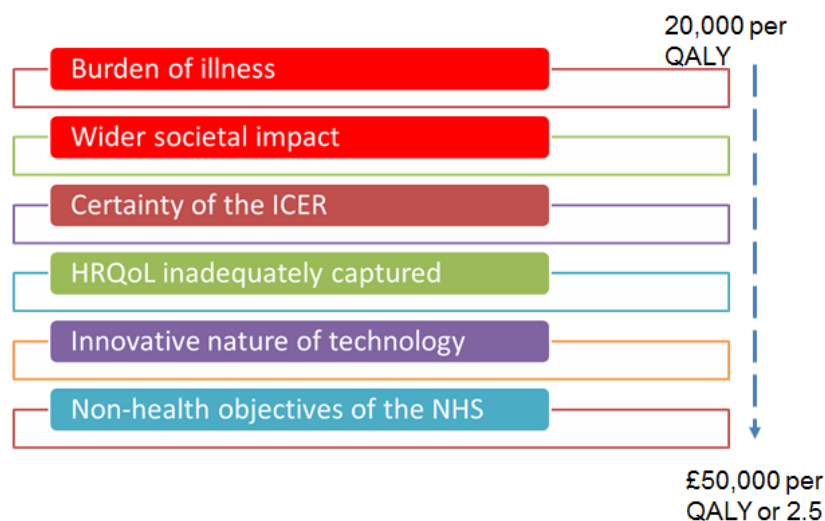 20,000 per
QALY
Burden of illness
Wider societal impact
Certainty of the ICER
HRQoL inadequately captured
Innovative nature of technology
Non-health objectives of the NHS
£50,000 per
QALY or 2.5